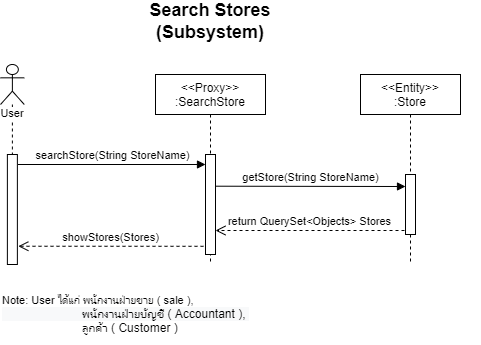 Search Stores
(Subsystem)
<<Proxy>>
:SearchStore
<<Entity>>
:Store
User
searchStore(String StoreName)
getStore(String StoreName)
return QuerySet<Objects> Stores
showStores(Stores)
Note: User ได้แก่ พนักงานฝ่ายขาย ( sale ),
พนักงานฝ่ายบัญชี ( Accountant ),
ลูกค้า ( Customer )